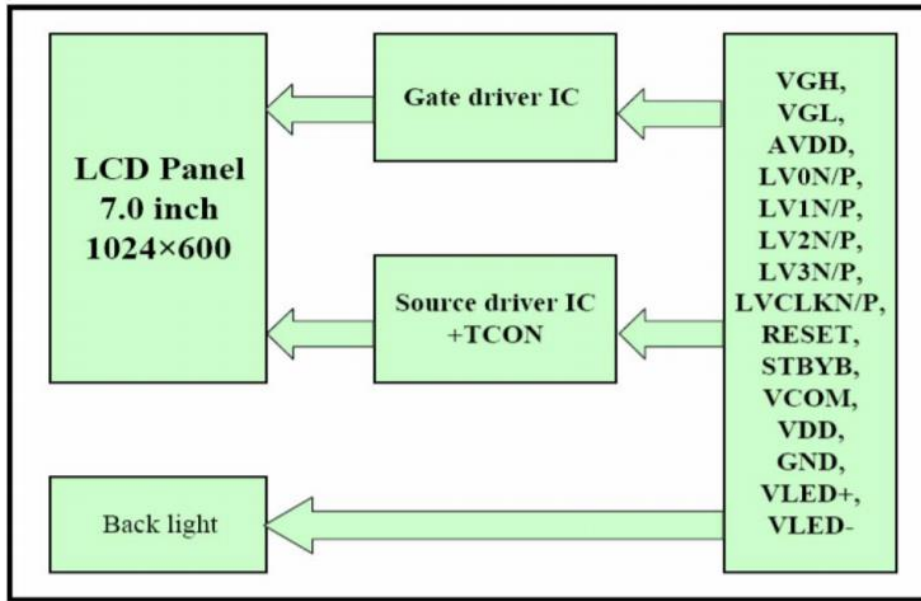 LCD Panel
7.0 inch
1024×600
Gate driver IC
Source driver IC
+TCON
Back light
VGH,
VGL,
AVDD,
LV0N/P,
LV1N/P,
LV2N/P,
LV3N/P,
LVCLKN/P,
RESET,
STBYB,
VCOM,
VDD,
GND,
VLED+,
VLED-